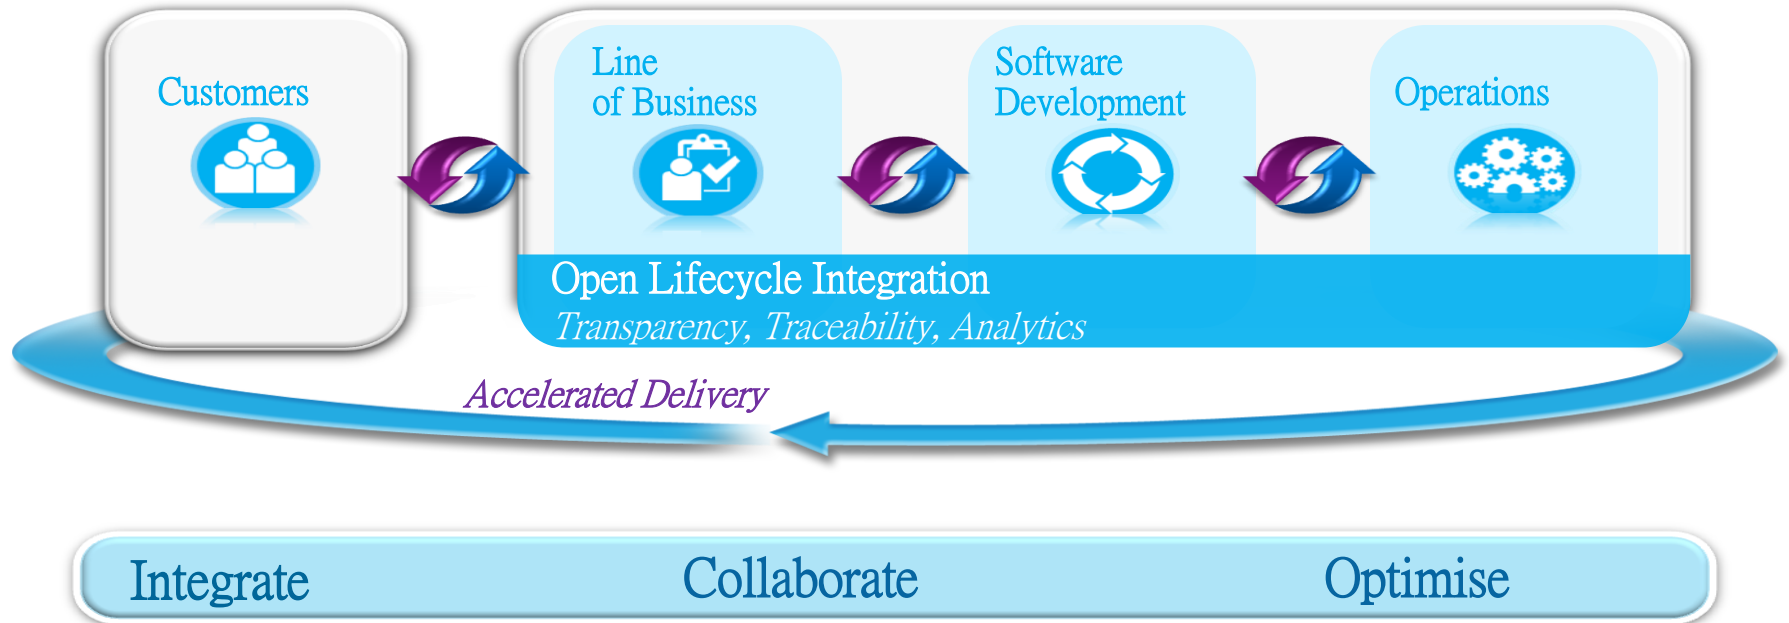 Customers
Line
of Business
Software
Development
Operations
Open Lifecycle Integration
Transparency, Traceability, Analytics
Accelerated Delivery
Integrate
Collaborate
Optimise